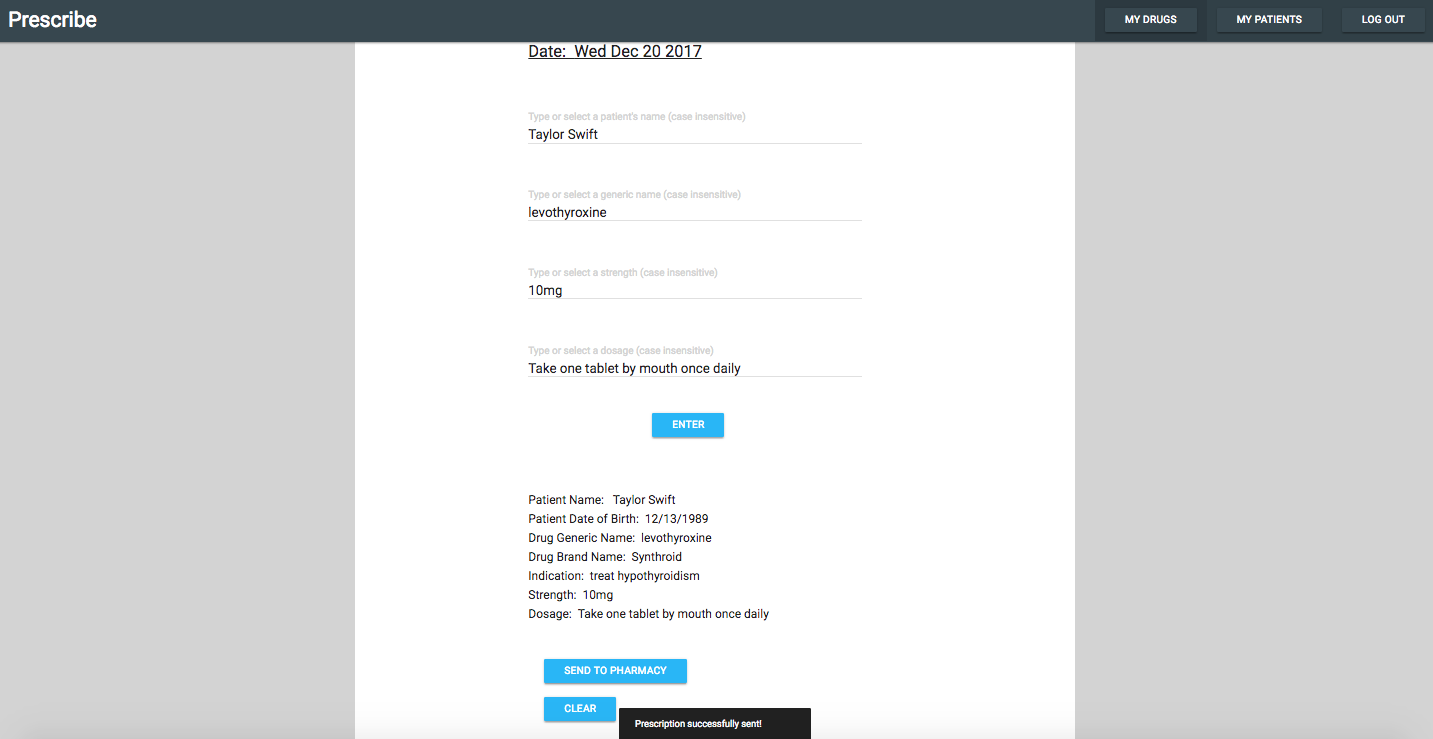 Prescribe
MY DRUGS
MY PATIENTS
LOG OUT
Date:  Wed Dec 20 2017
Type or select a patient's name (case insensitive)
Taylor Swift
Type or select a generic name (case insensitive)
levothyroxine
Type or select a strength (case insensitive)
10mg
Type or select a dosage (case insensitive)
Take one tablet by mouth once daily
ENTER
Patient Name:  Taylor Swift
Patient Date of Birth:  12/13/1989
Drug Generic Name:  levothyroxine
Drug Brand Name:  Synthroid
Indication:  treat hypothyroidism
Strength:  10mg
Dosage:  Take one tablet by mouth once daily
SEND TO PHARMACY
CLEAR
Prescription successfully sent!